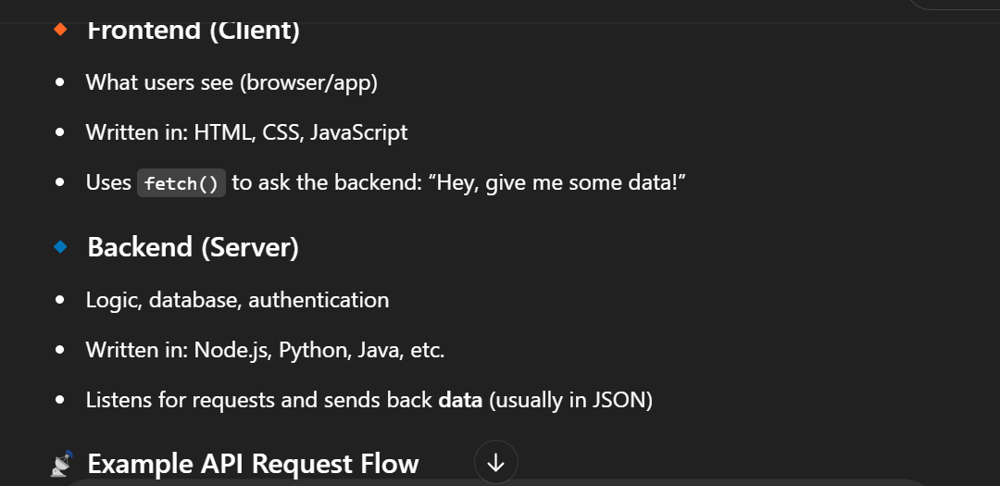 Frontend (Client)
What users see (browser/app)
Written in: HTML, CSS, JavaScript
Uses fetch() to ask the backend: “Hey, give me some data!”
Backend (Server)
Logic, database, authentication
Written in: Node.js, Python, Java, etc.
Listens for requests and sends back data (usually in JSON)
Example API Request Flow